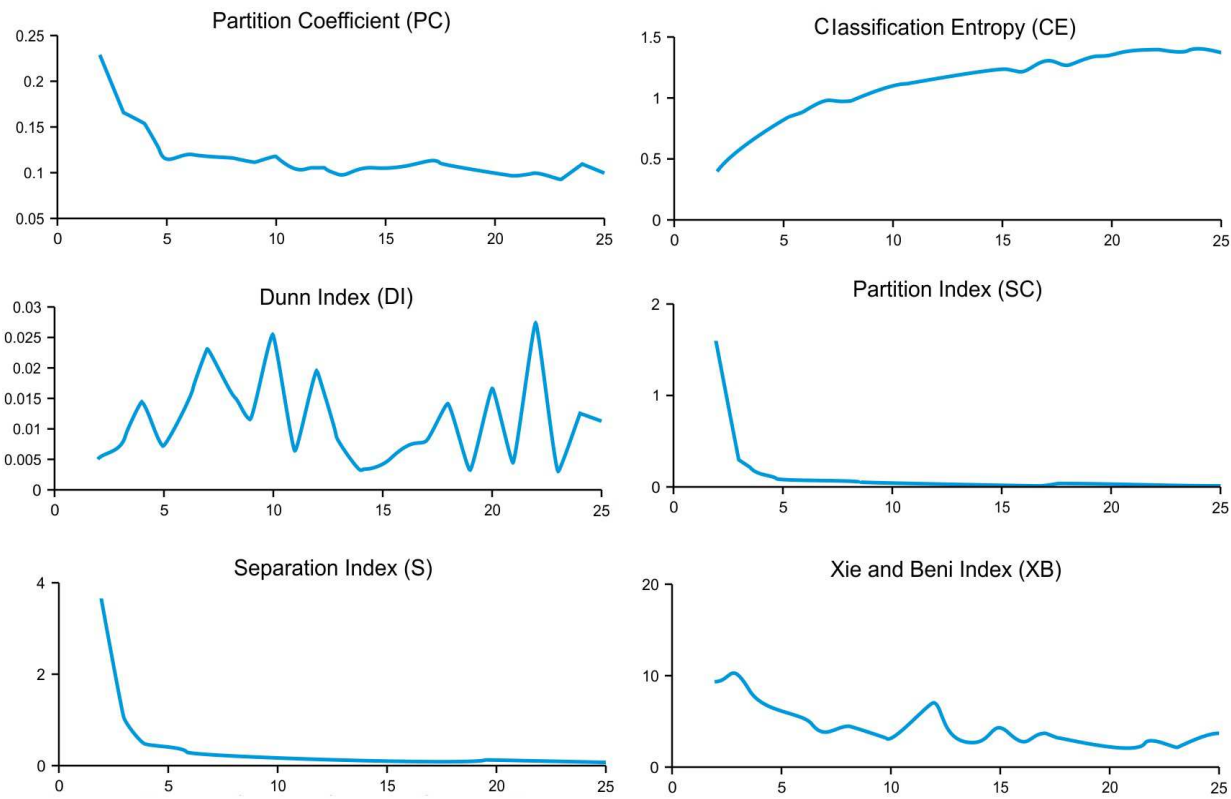 Partition Coefficient (PC)
0.25
0.2
0.15
0.1
0.05
0 5 10 15 20 25
Classification Entropy (CE)
1.5
1
0.5
0
0 5 10 15 20 25
Dunn Index (DI)
0.03
0.025
0.02
0.015
0.01
0.005
0
0 5 10 15 20 25
Partition Index (SC)
2
1
0
0 5 10 15 20 25
Separation Index (S)
4
2
0
0 5 10 15 20 25
Xie and Beni Index (XB)
20
10
0
0 5 10 15 20 25